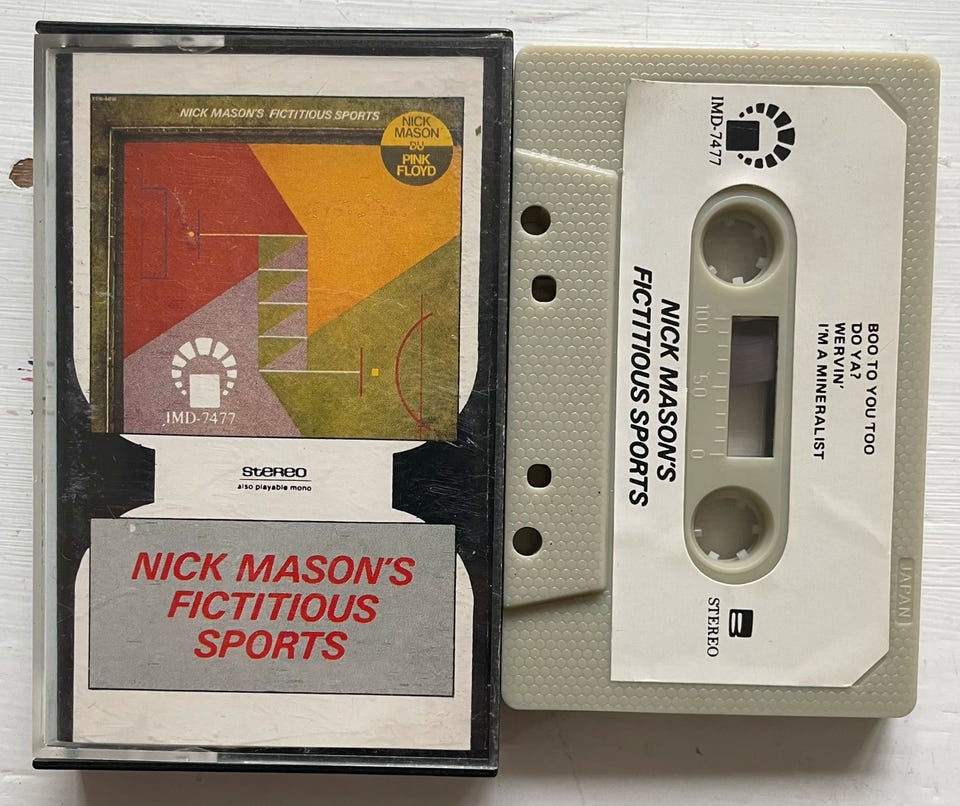 NICK MASON'S FICTITIOUS SPORTS
NICK
MASON
DU
PINK
FLOYD
IMD-7477
STEREO
also playable mono
NICK MASON'S
FICTITIOUS
SPORTS
IMD-7477
NICK MASON'S
FICTITIOUS SPORTS
100 50 0
BOO TO YOU TOO
DO YA?
WERVIN'
I'M A MINERALIST
B
STEREO
JAPAN